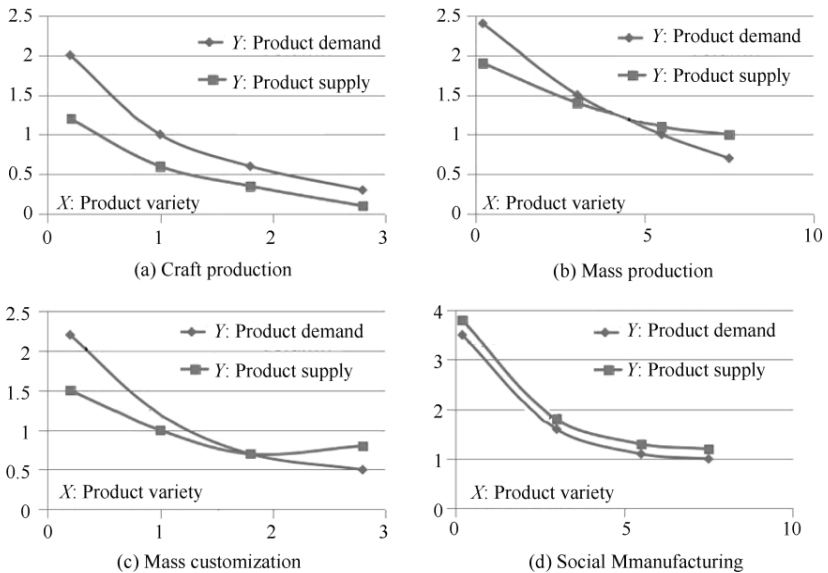 2.5
2
1.5
1
0.5
0
Y: Product demand
Y: Product supply
X: Product variety
0 1 2 3
(a) Craft production
2.5
2
1.5
1
0.5
0
Y: Product demand
Y: Product supply
X: Product variety
0 5 10
(b) Mass production
2.5
2
1.5
1
0.5
0
Y: Product demand
Y: Product supply
X: Product variety
0 1 2 3
(c) Mass customization
4
3
2
1
0
Y: Product demand
Y: Product supply
X: Product variety
0 5 10
(d) Social Mmanufacturing